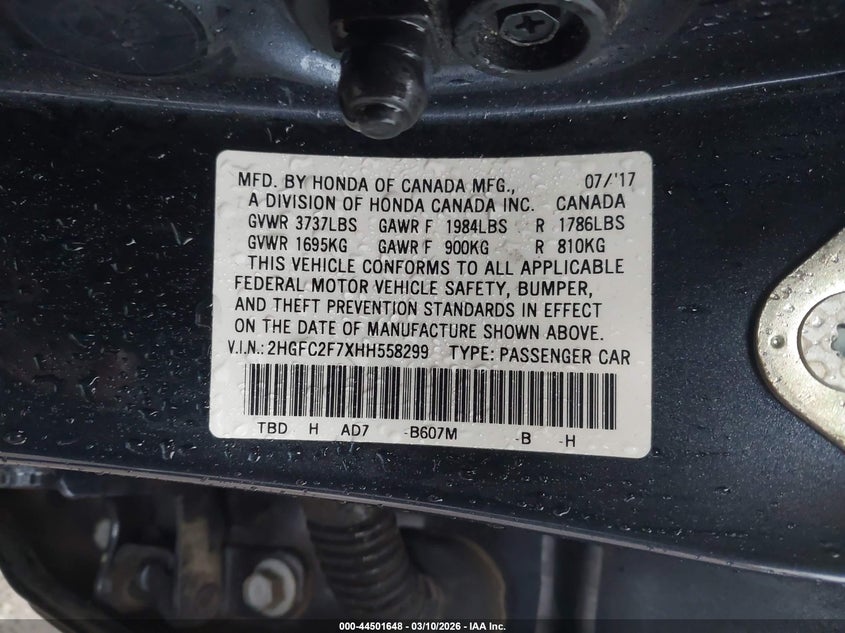 MFD. BY HONDA OF CANADA MFG., 07/'17
A DIVISION OF HONDA CANADA INC. CANADA
GVWR 3737LBS GAWR F 1984LBS R 1786LBS
GVWR 1695KG GAWR F 900KG R 810KG
THIS VEHICLE CONFORMS TO ALL APPLICABLE
FEDERAL MOTOR VEHICLE SAFETY, BUMPER,
AND THEFT PREVENTION STANDARDS IN EFFECT
ON THE DATE OF MANUFACTURE SHOWN ABOVE.
V.I.N.: 2HGFC2F7XHH558299 TYPE: PASSENGER CAR
TBD H AD7 -B607M -B -H
000-44501648 - 03/10/2026 - IAA Inc.